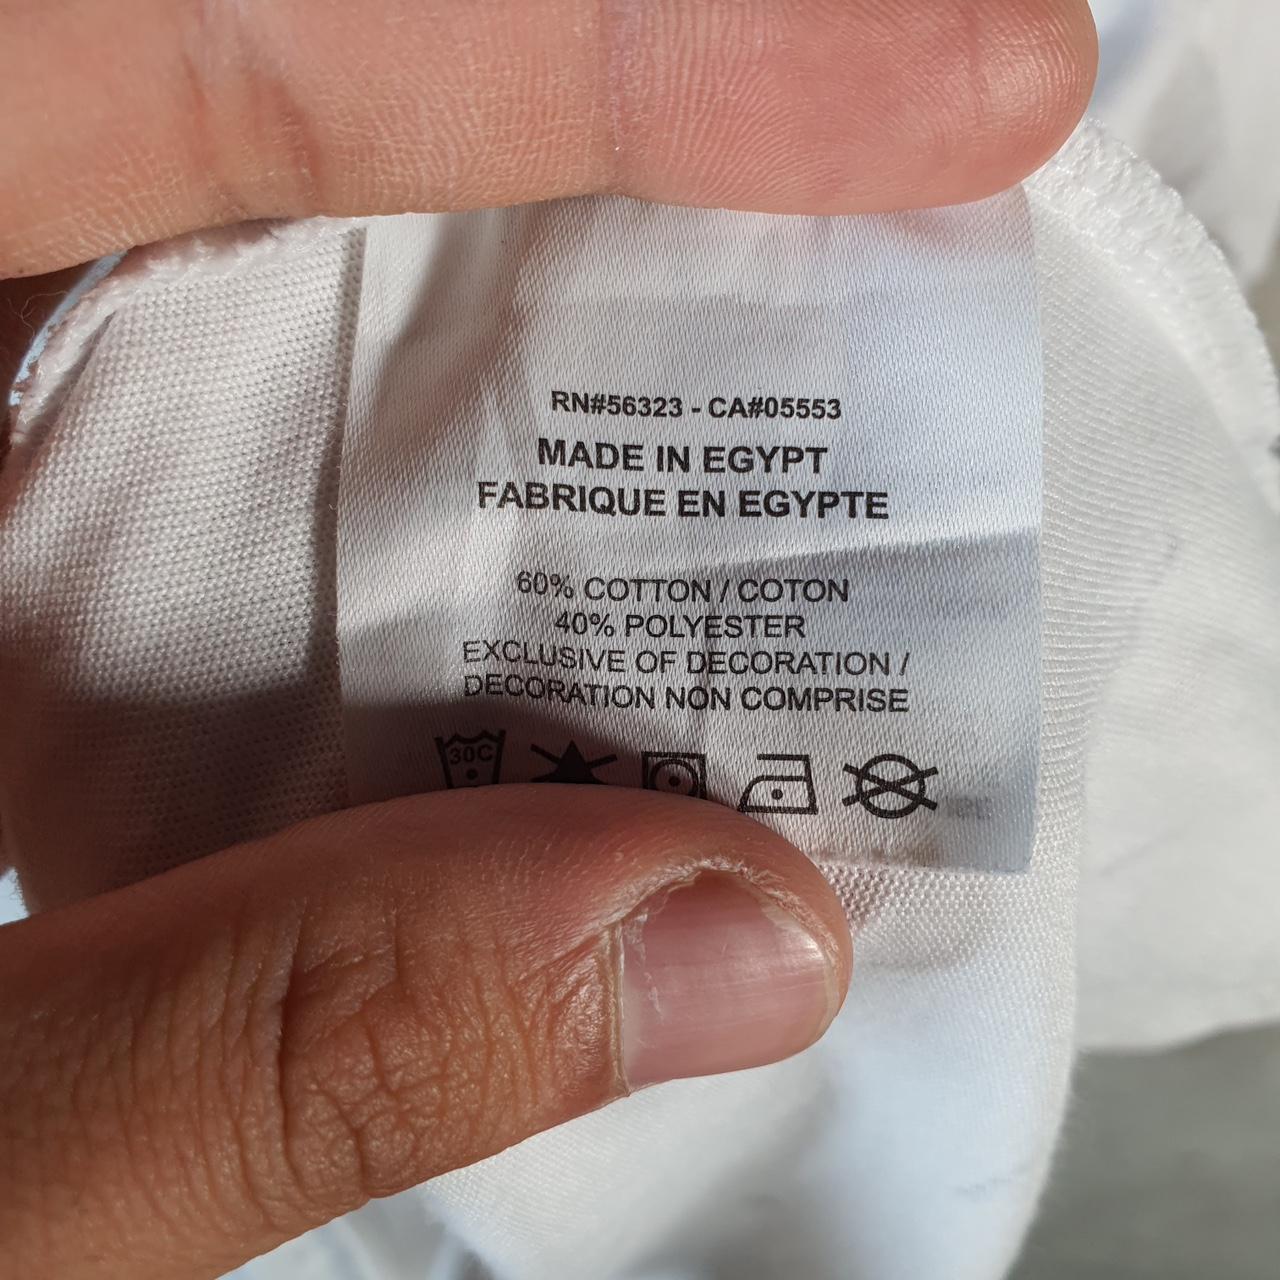 RN#56323 - CA#05553
MADE IN EGYPT
FABRIQUE EN EGYPTE
60% COTTON / COTON
40% POLYESTER
EXCLUSIVE OF DECORATION /
DECORATION NON COMPRISE
30C